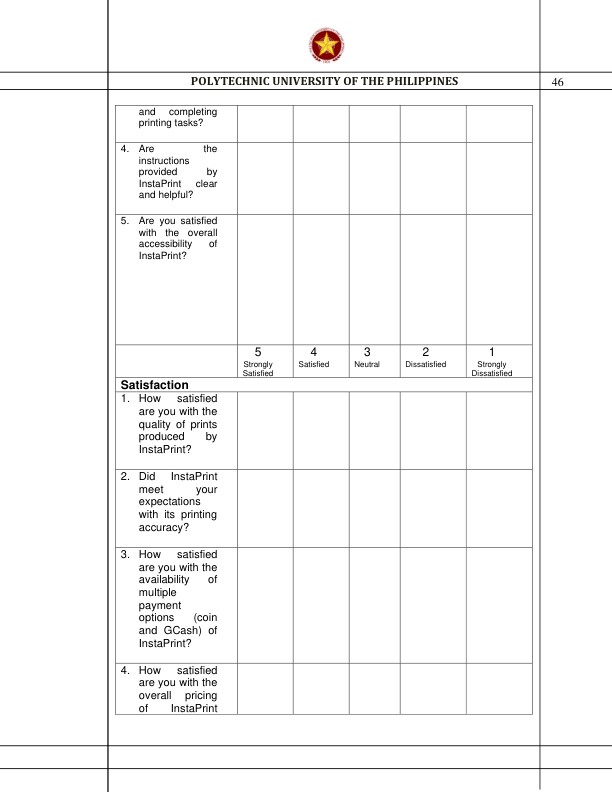 POLYTECHNIC UNIVERSITY OF THE PHILIPPINES 46
and completing
printing tasks?
4. Are the
instructions
provided by
InstaPrint clear
and helpful?
5. Are you satisfied
with the overall
accessibility of
InstaPrint?
5 4 3 2 1
Strongly Satisfied Neutral Dissatisfied Strongly
Satisfied Dissatisfied
Satisfaction
1. How satisfied
are you with the
quality of prints
produced by
InstaPrint?
2. Did InstaPrint
meet your
expectations
with its printing
accuracy?
3. How satisfied
are you with the
availability of
multiple
payment
options (coin
and GCash) of
InstaPrint?
4. How satisfied
are you with the
overall pricing
of InstaPrint